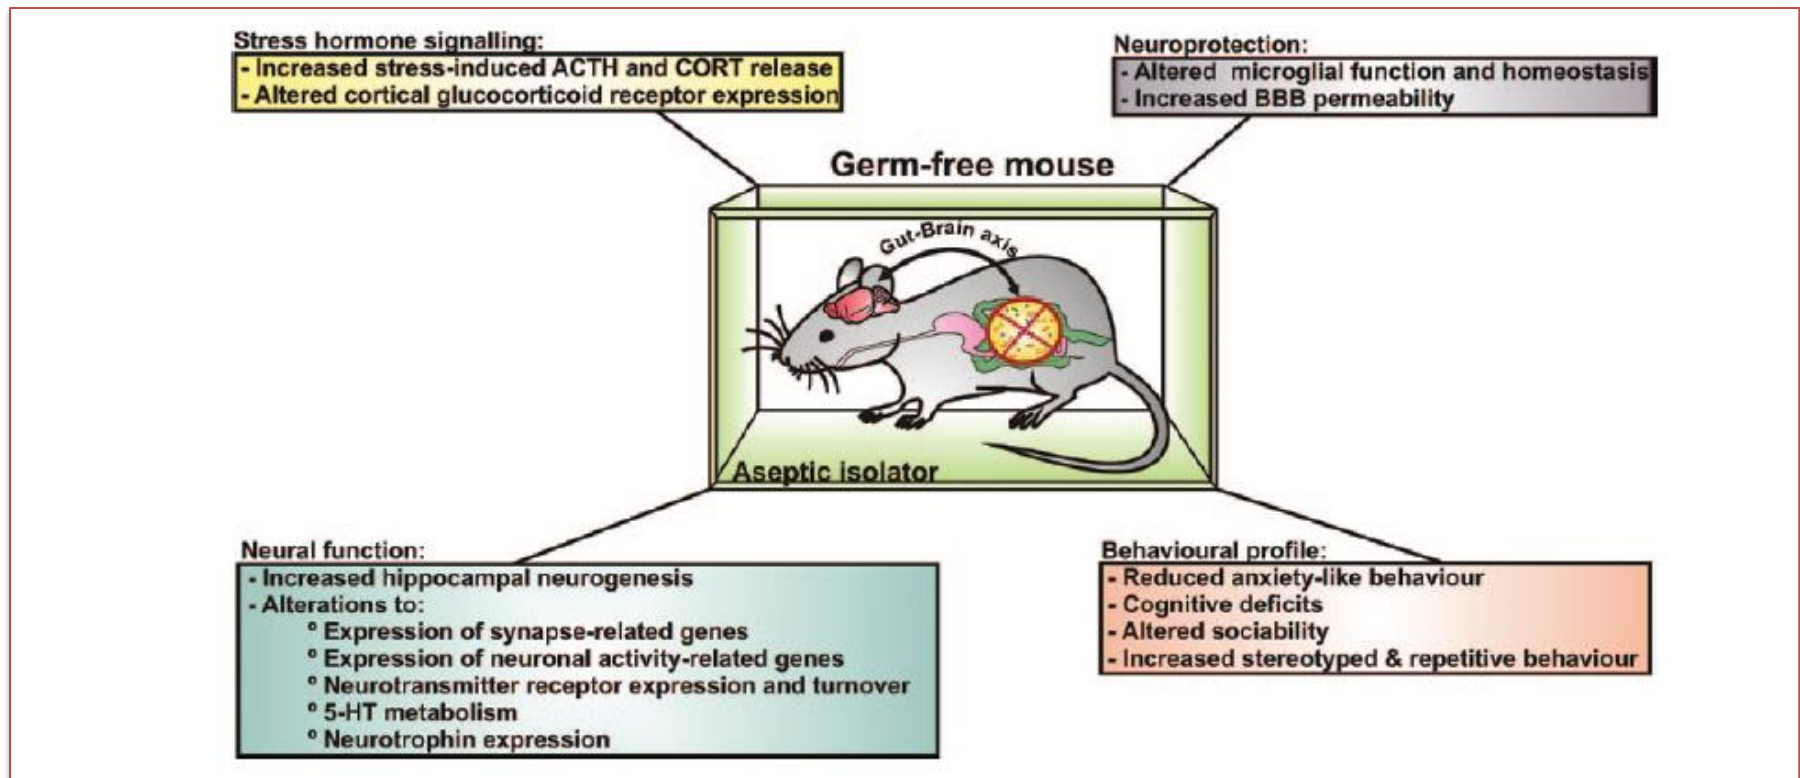 Stress hormone signalling:
- Increased stress-induced ACTH and CORT release
- Altered cortical glucocorticoid receptor expression
Neuroprotection:
- Altered microglial function and homeostasis
- Increased BBB permeability
Germ-free mouse
Gut-Brain axis
Aseptic isolator
Neural function:
- Increased hippocampal neurogenesis
- Alterations to:
° Expression of synapse-related genes
° Expression of neuronal activity-related genes
° Neurotransmitter receptor expression and turnover
° 5-HT metabolism
° Neurotrophin expression
Behavioural profile:
- Reduced anxiety-like behaviour
- Cognitive deficits
- Altered sociability
- Increased stereotyped & repetitive behaviour